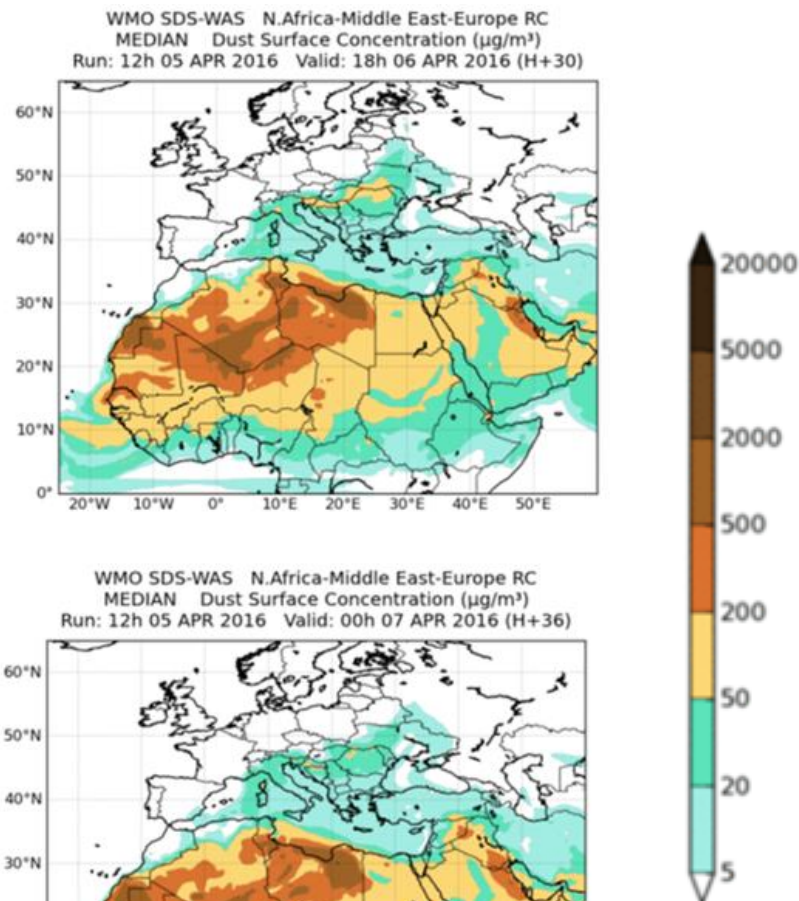 WMO SDS-WAS   N.Africa-Middle East-Europe RC
MEDIAN    Dust Surface Concentration (µg/m³)
Run: 12h 05 APR 2016   Valid: 18h 06 APR 2016 (H+30)
60°N
50°N
40°N
30°N
20°N
10°N
0°
20°W 10°W 0° 10°E 20°E 30°E 40°E 50°E
WMO SDS-WAS   N.Africa-Middle East-Europe RC
MEDIAN    Dust Surface Concentration (µg/m³)
Run: 12h 05 APR 2016   Valid: 00h 07 APR 2016 (H+36)
60°N
50°N
40°N
30°N
20000
5000
2000
500
200
50
20
5